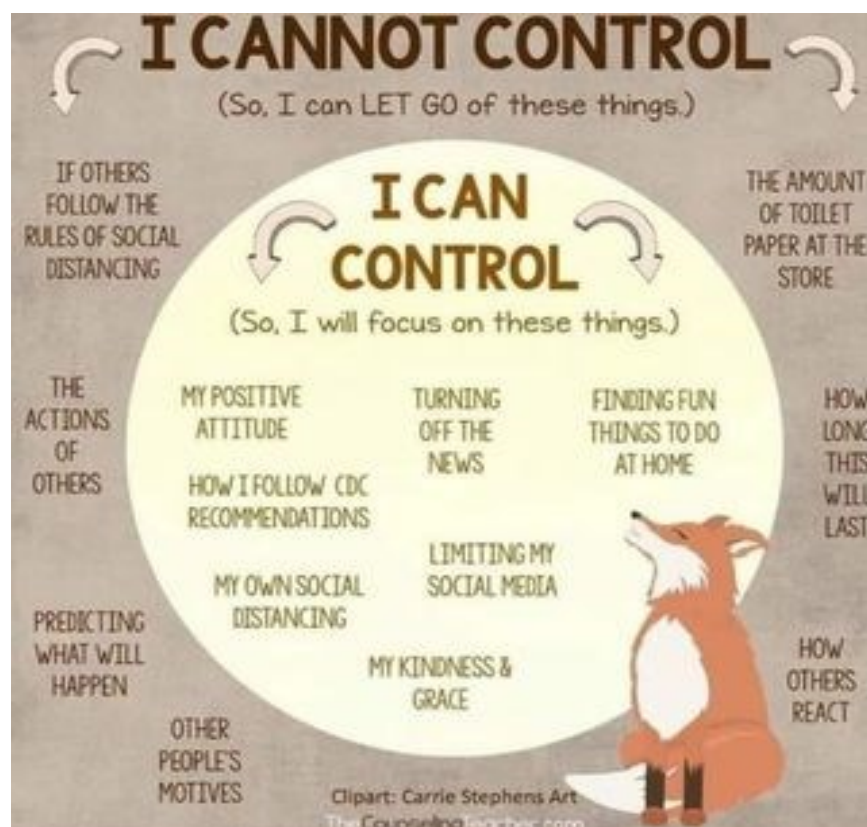 I CANNOT CONTROL
(So, I can LET GO of these things.)
IF OTHERS
FOLLOW THE
RULES OF SOCIAL
DISTANCING
THE AMOUNT
OF TOILET
PAPER AT THE
STORE
I CAN
CONTROL
(So, I will focus on these things.)
THE
ACTIONS
OF
OTHERS
MY POSITIVE
ATTITUDE
TURNING
OFF THE
NEWS
FINDING FUN
THINGS TO DO
AT HOME
HOW
LONG
THIS
WILL
LAST
HOW I FOLLOW CDC
RECOMMENDATIONS
LIMITING MY
SOCIAL MEDIA
MY OWN SOCIAL
DISTANCING
PREDICTING
WHAT WILL
HAPPEN
MY KINDNESS &
GRACE
HOW
OTHERS
REACT
OTHER
PEOPLE'S
MOTIVES
Clipart: Carrie Stephens Art
TheCounselingTeacher.com